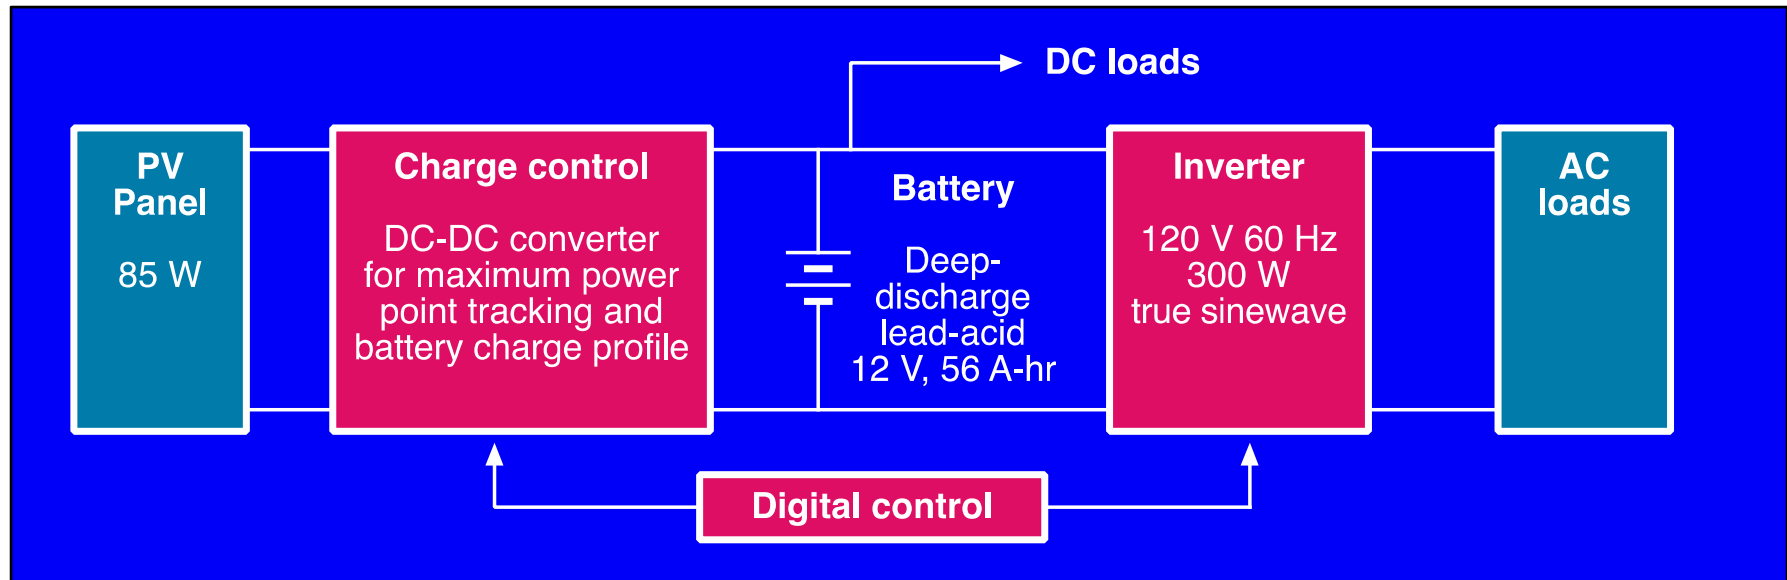 DC loads
PV
Panel
85 W
Charge control
DC-DC converter
for maximum power
point tracking and
battery charge profile
Battery
Deep-
discharge
lead-acid
12 V, 56 A-hr
Inverter
120 V 60 Hz
300 W
true sinewave
AC
loads
Digital control